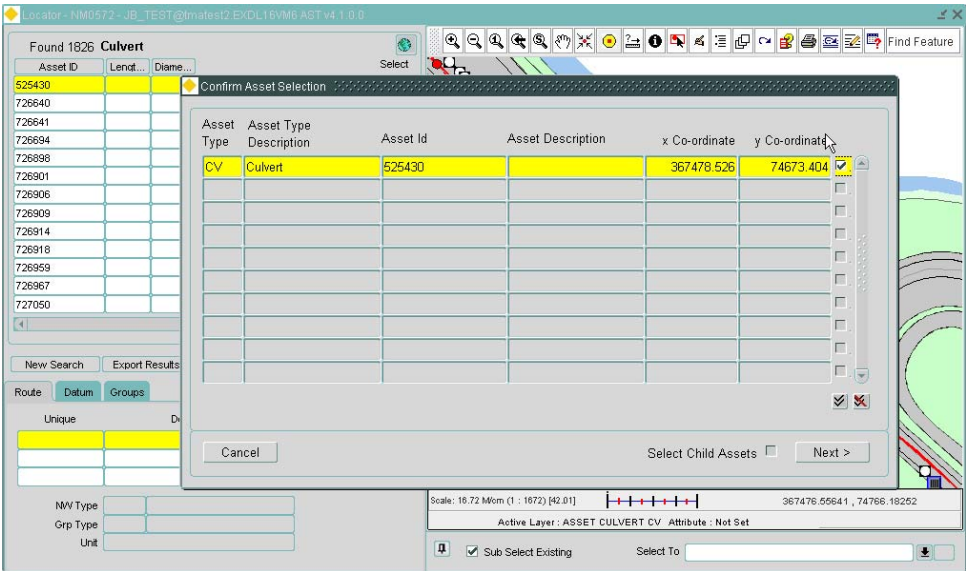 Locator - NM0572 - JB_TEST@tmatest2.EXDL16VM6 AST v4.1.0.0
Found 1826 Culvert
Select
Find Feature
Asset ID Lengt... Diame...
525430
726640
726641
726694
726898
726901
726906
726909
726914
726918
726959
726967
727050
Confirm Asset Selection
Asset Type Asset Type Description Asset Id Asset Description x Co-ordinate y Co-ordinate
CV Culvert 525430 367478.526 74673.404
Cancel Select Child Assets Next >
New Search Export Results
Route Datum Groups
Unique De
NW Type
Grp Type
Unit
Scale: 16.72 M/cm (1 : 1672) [42.01] 367476.55641 , 74766.18252
Active Layer : ASSET CULVERT CV Attribute : Not Set
Sub Select Existing Select To